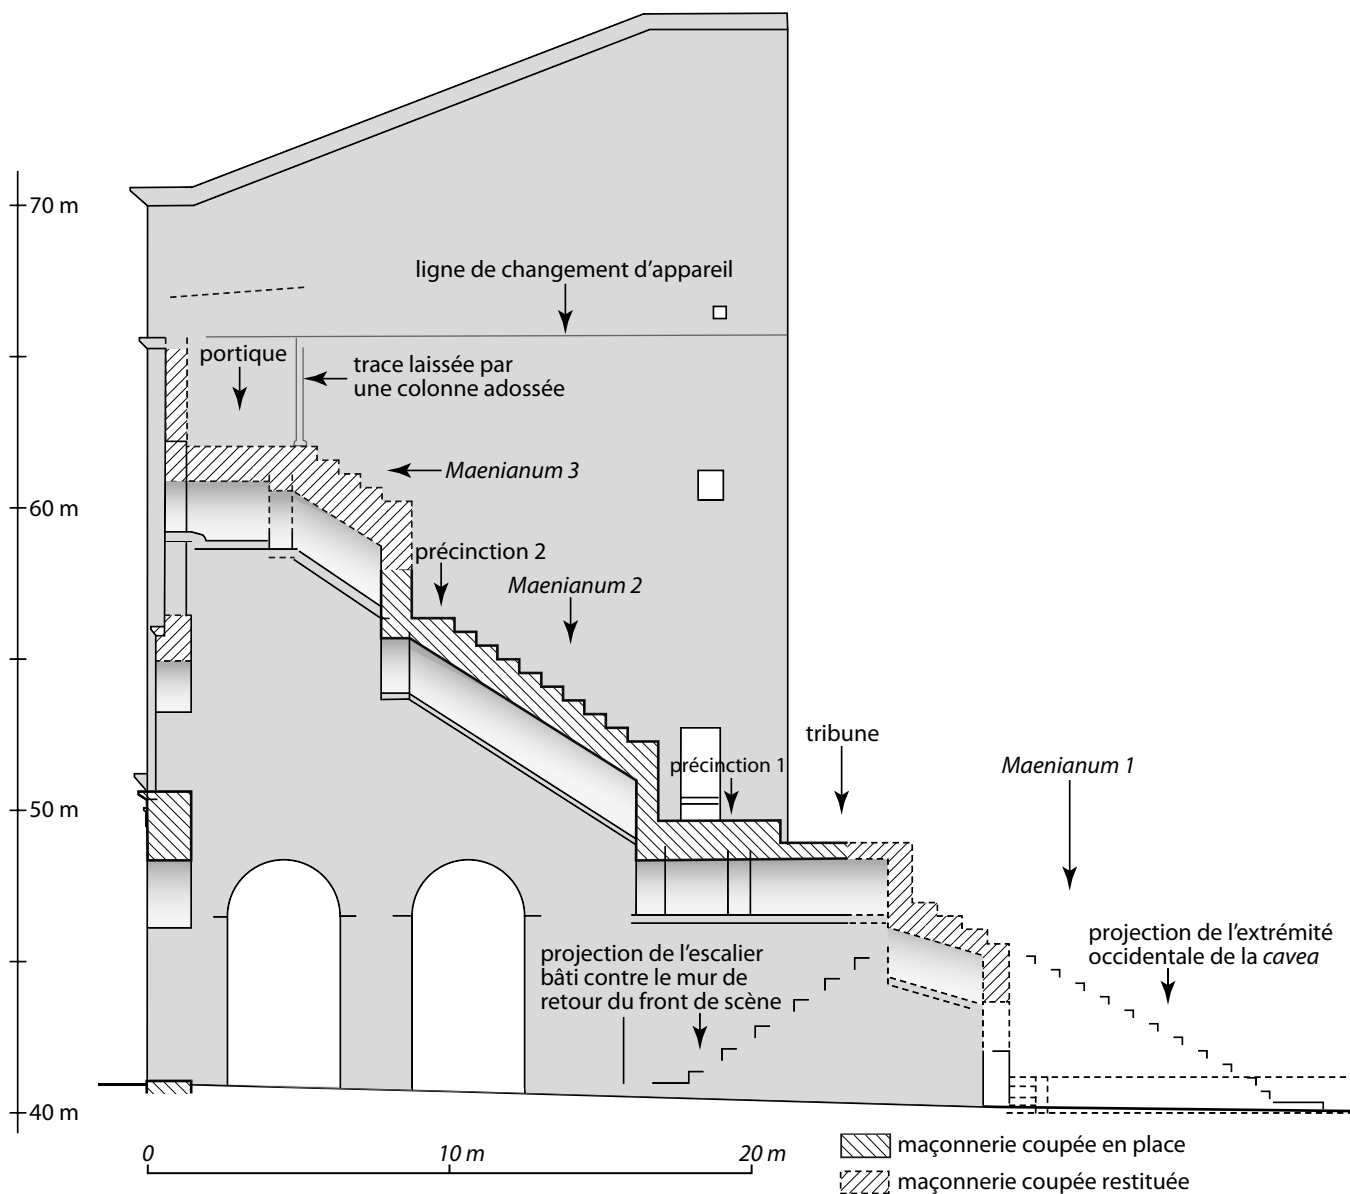 70 m
ligne de changement d'appareil
portique
trace laissée par
une colonne adossée
Maenianum 3
60 m
précinction 2
Maenianum 2
tribune
précinction 1
Maenianum 1
50 m
projection de l'escalier
bâti contre le mur de
retour du front de scène
projection de l'extrémité
occidentale de la cavea
40 m
0
10 m
20 m
maçonnerie coupée en place
maçonnerie coupée restituée